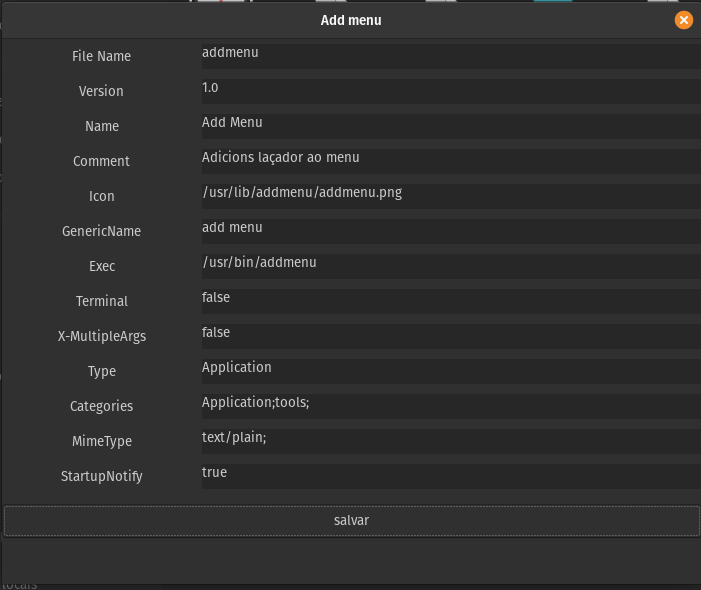 Add menu
File Name addmenu
Version 1.0
Name Add Menu
Comment Adicions laçador ao menu
Icon /usr/lib/addmenu/addmenu.png
GenericName add menu
Exec /usr/bin/addmenu
Terminal false
X-MultipleArgs false
Type Application
Categories Application;tools;
MimeType text/plain;
StartupNotify true
salvar
locais